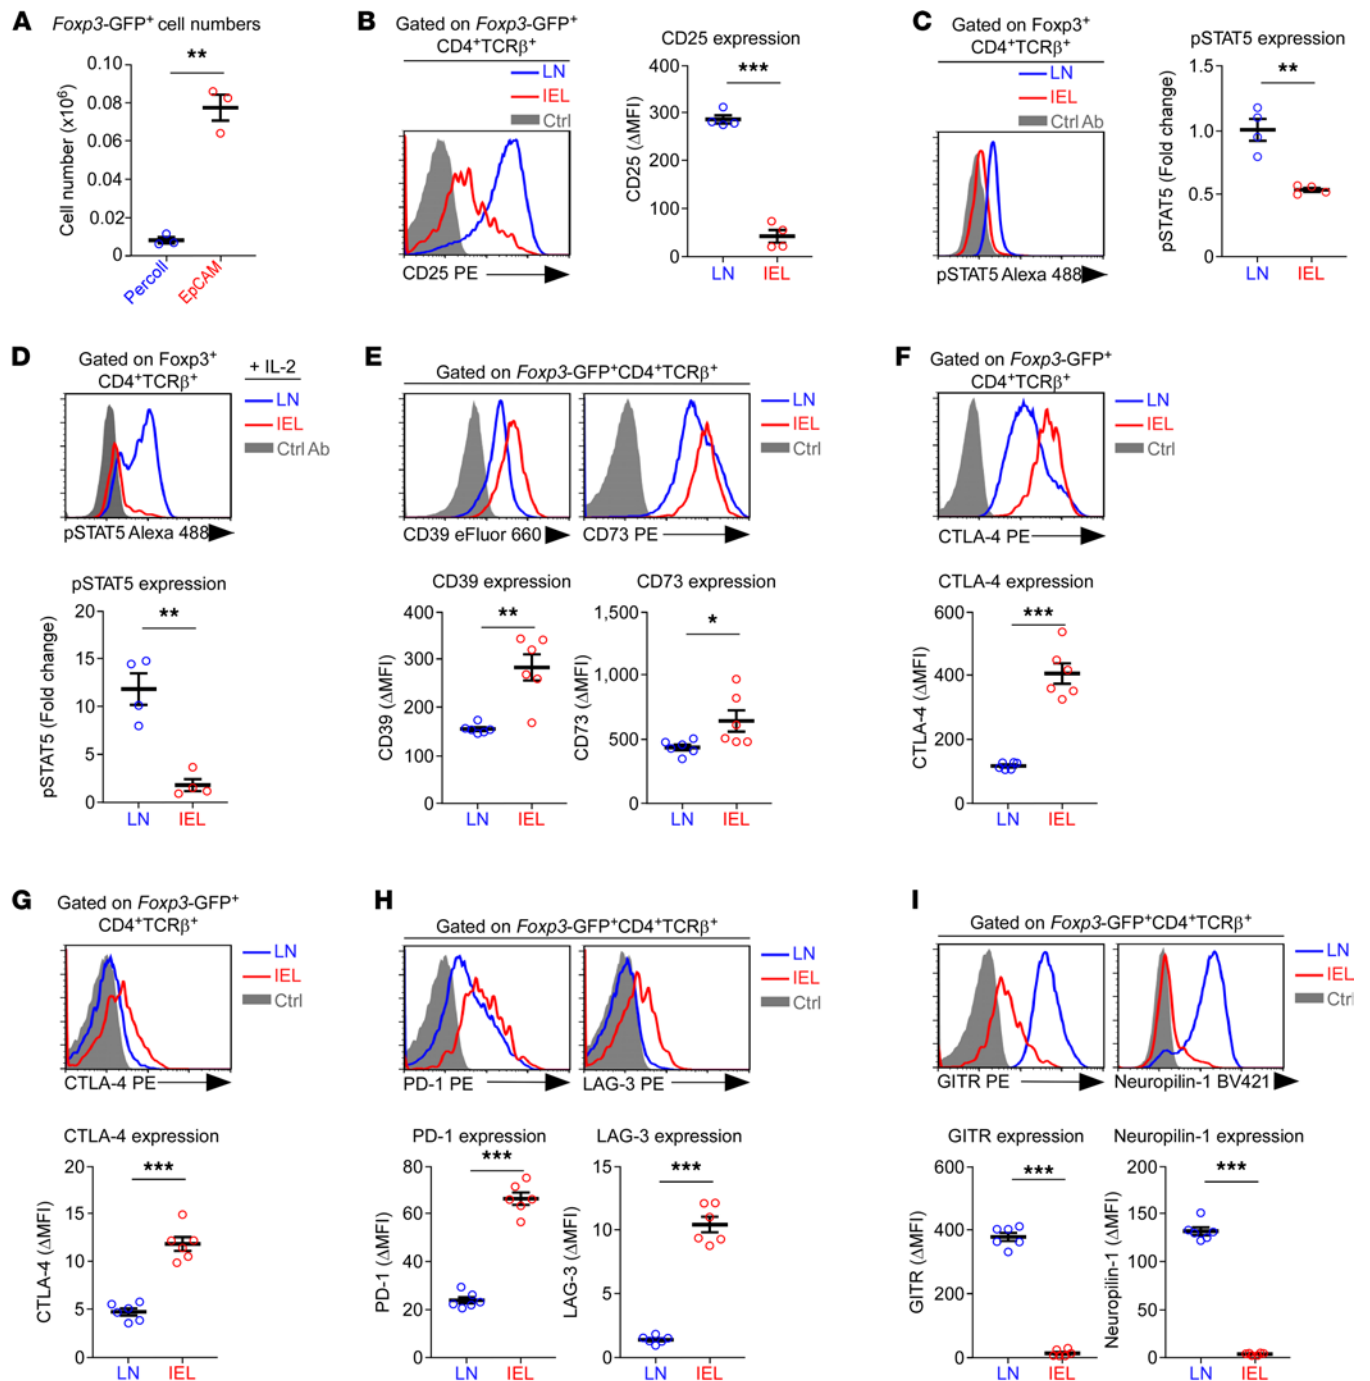 A
Foxp3-GFP+ cell numbers
**
Cell number (x10⁶)
0.10
0.08
0.06
0.04
0.02
0
Percoll
EpCAM
B
Gated on Foxp3-GFP⁺
CD4⁺TCRβ⁺
LN
IEL
Ctrl
CD25 PE
CD25 expression
***
CD25 (ΔMFI)
400
300
200
100
0
LN IEL
C
Gated on Foxp3⁺
CD4⁺TCRβ⁺
LN
IEL
Ctrl Ab
pSTAT5 Alexa 488
pSTAT5 expression
**
pSTAT5 (Fold change)
1.5
1.0
0.5
0
LN IEL
D
Gated on Foxp3⁺
CD4⁺TCRβ⁺
+ IL-2
LN
IEL
Ctrl Ab
pSTAT5 Alexa 488
pSTAT5 expression
**
pSTAT5 (Fold change)
20
15
10
5
0
LN IEL
E
Gated on Foxp3-GFP⁺CD4⁺TCRβ⁺
LN
IEL
Ctrl
CD39 eFluor 660
CD73 PE
CD39 expression
**
CD39 (ΔMFI)
400
300
200
100
0
LN IEL
CD73 expression
*
CD73 (ΔMFI)
1,500
1,000
500
0
LN IEL
F
Gated on Foxp3-GFP⁺
CD4⁺TCRβ⁺
LN
IEL
Ctrl
CTLA-4 PE
CTLA-4 expression
***
CTLA-4 (ΔMFI)
600
400
200
0
LN IEL
G
Gated on Foxp3-GFP⁺
CD4⁺TCRβ⁺
LN
IEL
Ctrl
CTLA-4 PE
CTLA-4 expression
***
CTLA-4 (ΔMFI)
20
15
10
5
0
LN IEL
H
Gated on Foxp3-GFP⁺CD4⁺TCRβ⁺
LN
IEL
Ctrl
PD-1 PE
LAG-3 PE
PD-1 expression
***
PD-1 (ΔMFI)
80
60
40
20
0
LN IEL
LAG-3 expression
***
LAG-3 (ΔMFI)
15
10
5
0
LN IEL
I
Gated on Foxp3-GFP⁺CD4⁺TCRβ⁺
LN
IEL
Ctrl
GITR PE
Neuropilin-1 BV421
GITR expression
***
GITR (ΔMFI)
600
400
200
0
LN IEL
Neuropilin-1 expression
***
Neuropilin-1 (ΔMFI)
200
150
100
50
0
LN IEL